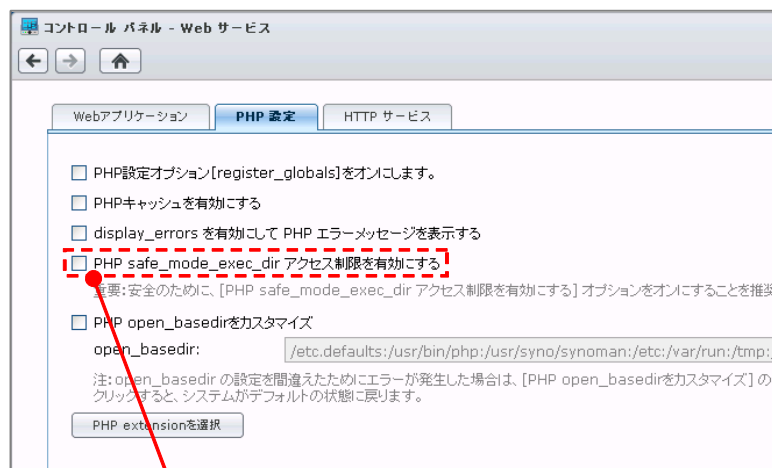 コントロール パネル - Web サービス
Webアプリケーション
PHP 設定
HTTP サービス
PHP設定オプション[register_globals]をオンにします。
PHPキャッシュを有効にする
display_errors を有効にして PHP エラーメッセージを表示する
PHP safe_mode_exec_dir アクセス制限を有効にする
重要:安全のために、[PHP safe_mode_exec_dir アクセス制限を有効にする] オプションをオンにすることを推奨
PHP open_basedirをカスタマイズ
open_basedir: /etc.defaults:/usr/bin/php:/usr/syno/synoman:/etc:/var/run:/tmp:
注:open_basedir の設定を間違えたためにエラーが発生した場合は、[PHP open_basedirをカスタマイズ] の
クリックすると、システムがデフォルトの状態に戻ります。
PHP extensionを選択